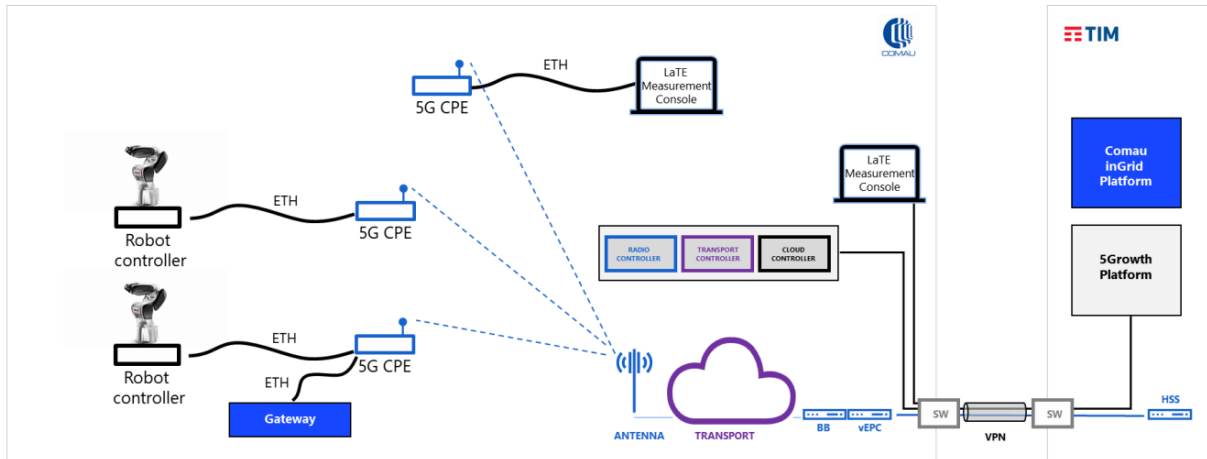 COMAU
TIM
ETH
LaTE
Measurement
Console
5G CPE
LaTE
Measurement
Console
Comau
inGrid
Platform
ETH
5G CPE
Robot
controller
RADIO
CONTROLLER
TRANSPORT
CONTROLLER
CLOUD
CONTROLLER
5Growth
Platform
ETH
5G CPE
Robot
controller
ETH
Gateway
ANTENNA
TRANSPORT
BB
vEPC
SW
VPN
SW
HSS